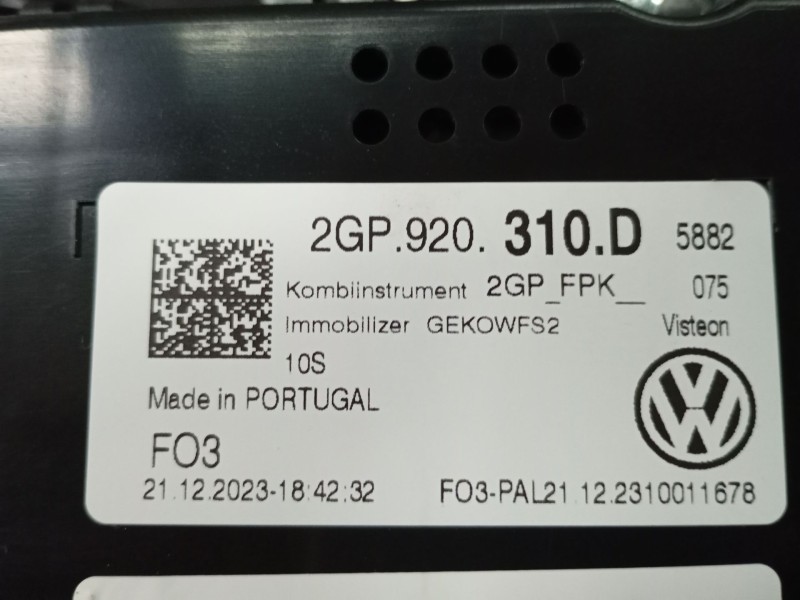 2GP.920. 310.D 5882
Kombiinstrument 2GP_FPK__ 075
Immobilizer GEKOWFS2 Visteon
10S
Made in PORTUGAL
FO3
21.12.2023-18:42:32 FO3-PAL21.12.2310011678